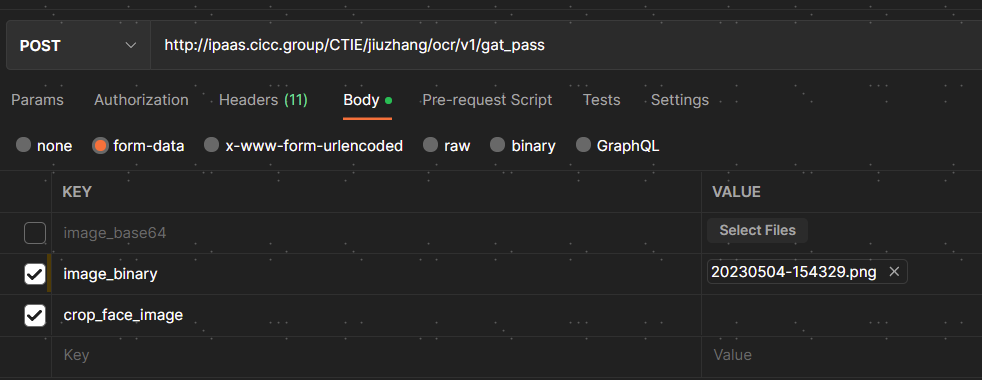 POST http://ipaas.cicc.group/CTIE/jiuzhang/ocr/v1/gat_pass
Params Authorization Headers (11) Body Pre-request Script Tests Settings
none form-data x-www-form-urlencoded raw binary GraphQL
KEY VALUE
image_base64 Select Files
image_binary 20230504-154329.png
crop_face_image
Key Value